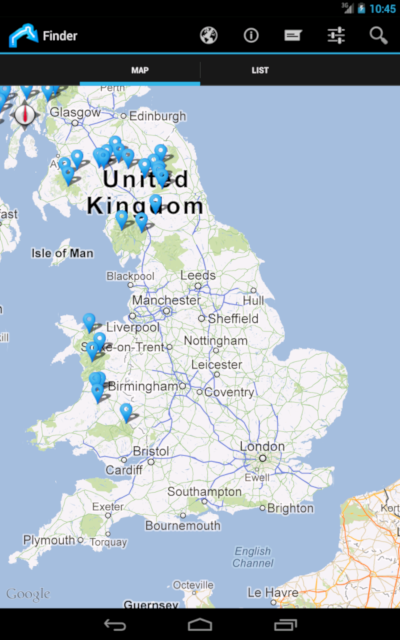 3G 10:45
Finder
MAP LIST
Perth
Glasgow Edinburgh
United
Kingdom
Isle of Man
Blackpool Leeds
Manchester Hull
Liverpool Sheffield
-on-Trent Nottingham
Leicester
Birmingham Coventry
Bristol London
Cardiff Ewell
Southampton
Exeter Brighton
Bournemouth
Plymouth Torquay
English
Channel
Google Octeville
Guernsey Le Havre